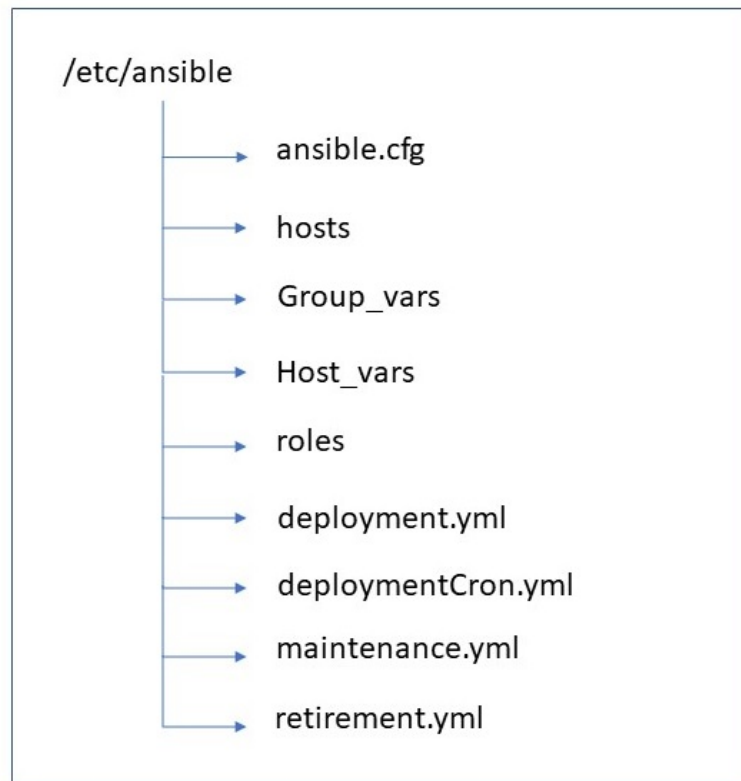 /etc/ansible
ansible.cfg
hosts
Group_vars
Host_vars
roles
deployment.yml
deploymentCron.yml
maintenance.yml
retirement.yml